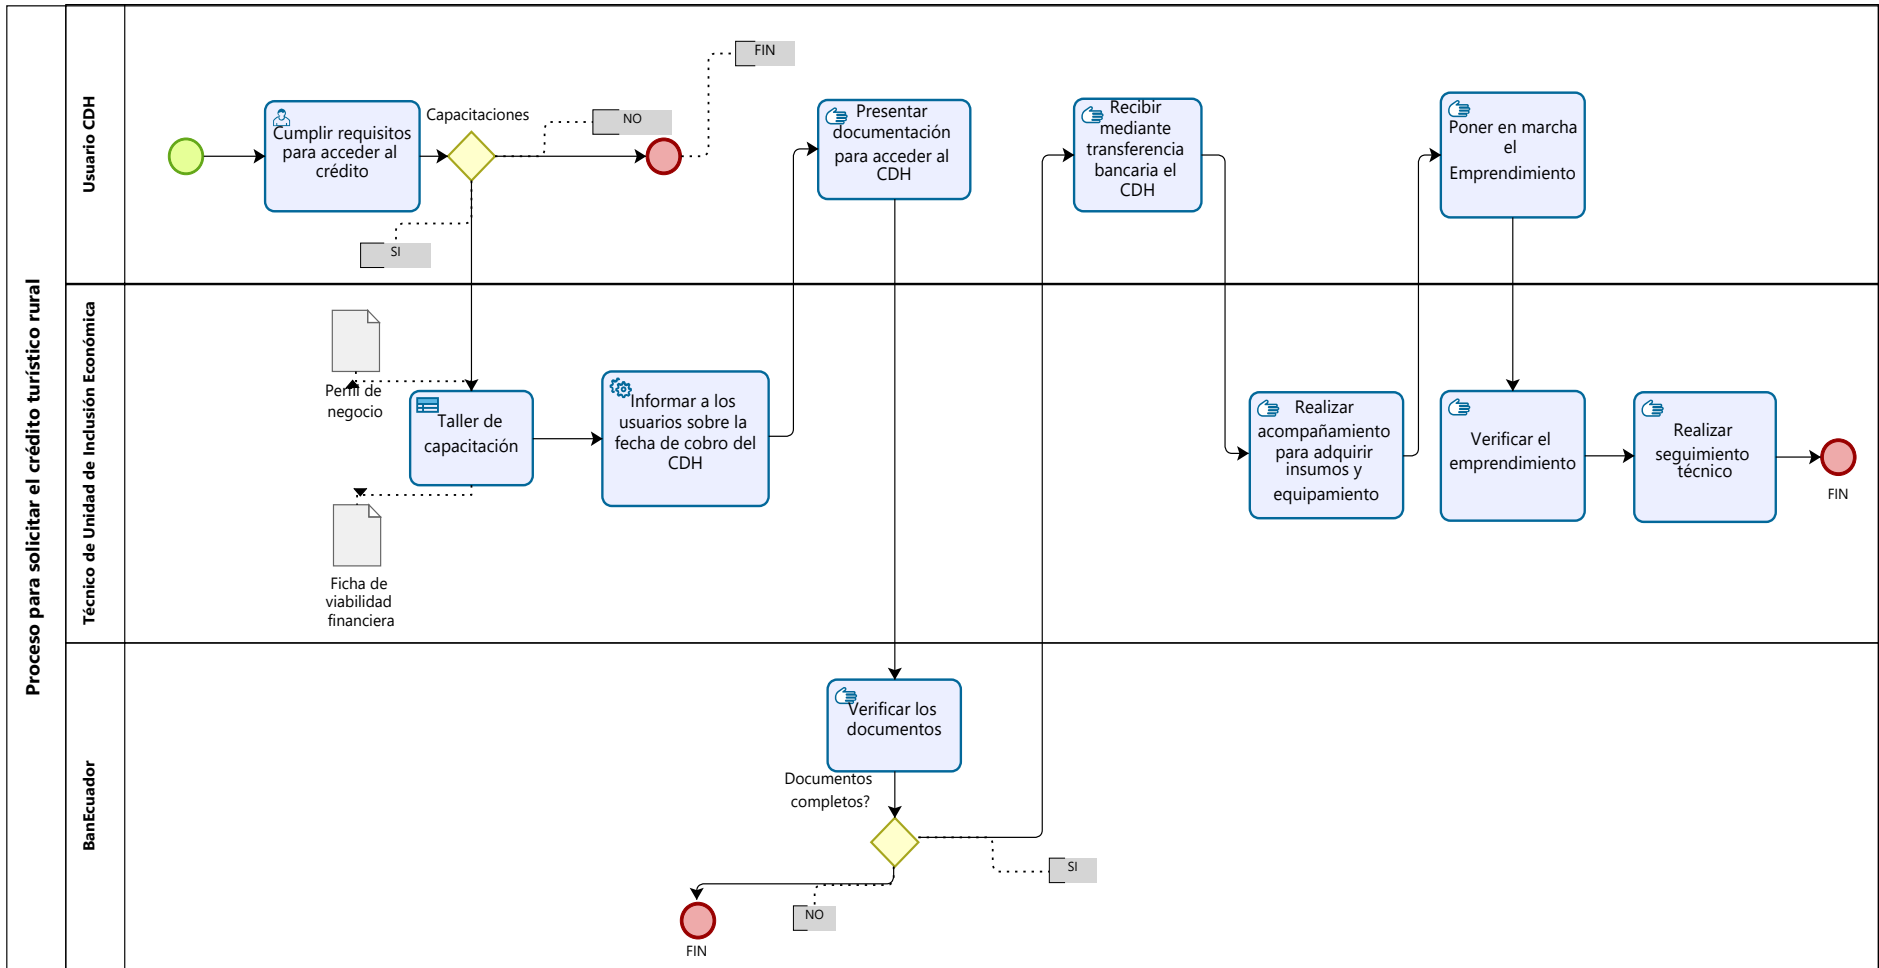 Proceso para solicitar el crédito turístico rural
Usuario CDH
Cumplir requisitos
para acceder al
crédito
Capacitaciones
NO
FIN
SI
Presentar
documentación
para acceder al
CDH
Recibir
mediante
transferencia
bancaria el
CDH
Poner en marcha
el
Emprendimiento
Técnico de Unidad de Inclusión Económica
Perfil de
negocio
Taller de
capacitación
Ficha de
viabilidad
financiera
Informar a los
usuarios sobre la
fecha de cobro del
CDH
Realizar
acompañamiento
para adquirir
insumos y
equipamiento
Verificar el
emprendimiento
Realizar
seguimiento
técnico
FIN
BanEcuador
Verificar los
documentos
Documentos
completos?
SI
NO
FIN